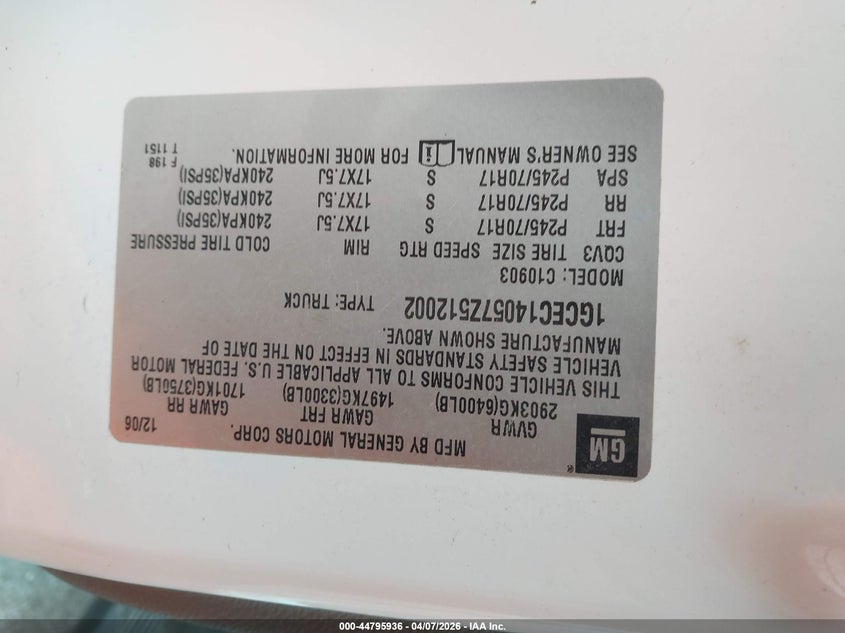 MFD BY GENERAL MOTORS CORP. 12/06
GM
®
GVWR GAWR FRT GAWR RR
2903KG(6400LB) 1497KG(3300LB) 1701KG(3750LB)
THIS VEHICLE CONFORMS TO ALL APPLICABLE U.S. FEDERAL MOTOR
VEHICLE SAFETY STANDARDS IN EFFECT ON THE DATE OF
MANUFACTURE SHOWN ABOVE.
1GCEC14057Z512002 TYPE: TRUCK
MODEL: C10903
CQV3 TIRE SIZE SPEED RTG RIM COLD TIRE PRESSURE
FRT P245/70R17 S 17X7.5J 240KPA(35PSI)
RR P245/70R17 S 17X7.5J 240KPA(35PSI)
SPA P245/70R17 S 17X7.5J 240KPA(35PSI)
SEE OWNER'S MANUAL i FOR MORE INFORMATION.
F 198
T 1151
000-44795936 - 04/07/2026 - IAA Inc.